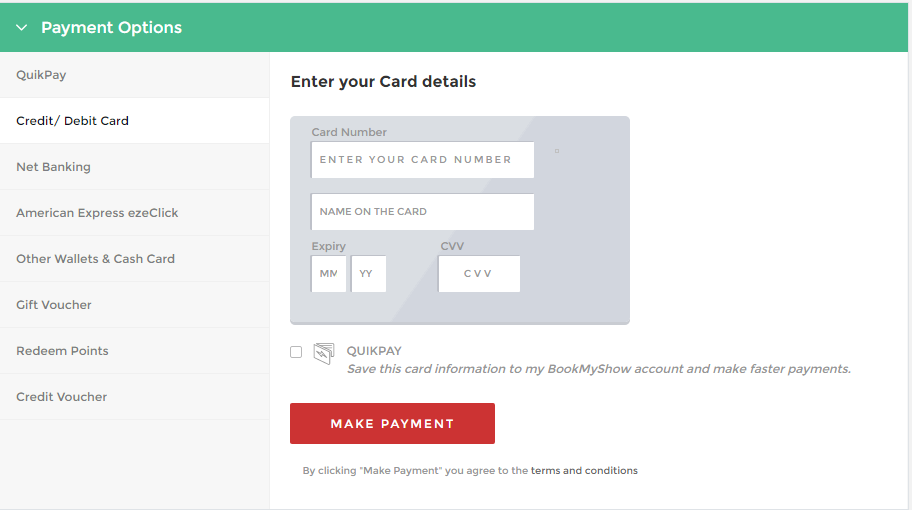 Payment Options
QuikPay
Credit/ Debit Card
Net Banking
American Express ezeClick
Other Wallets & Cash Card
Gift Voucher
Redeem Points
Credit Voucher
Enter your Card details
Card Number
ENTER YOUR CARD NUMBER
NAME ON THE CARD
Expiry CVV
MM YY CVV
QUIKPAY
Save this card information to my BookMyShow account and make faster payments.
MAKE PAYMENT
By clicking "Make Payment" you agree to the terms and conditions